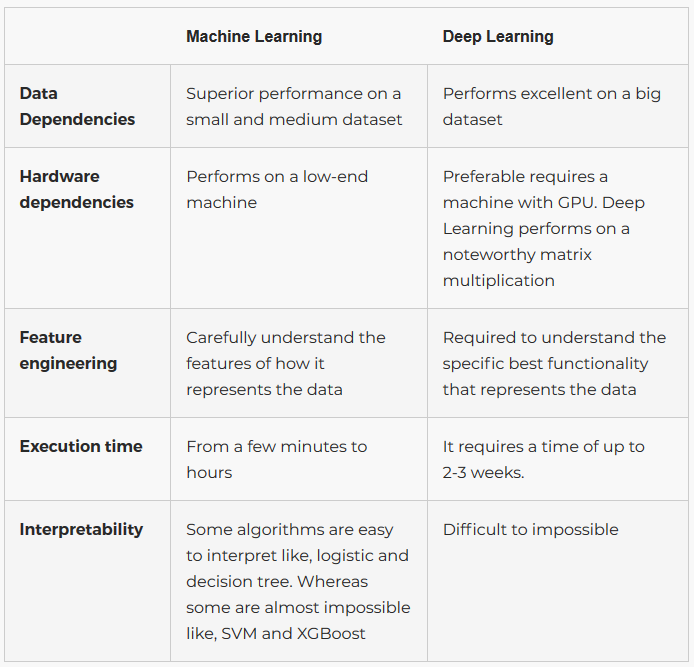 Machine Learning
Deep Learning
Data
Dependencies
Superior performance on a
small and medium dataset
Performs excellent on a big
dataset
Hardware
dependencies
Performs on a low-end
machine
Preferable requires a
machine with GPU. Deep
Learning performs on a
noteworthy matrix
multiplication
Feature
engineering
Carefully understand the
features of how it
represents the data
Required to understand the
specific best functionality
that represents the data
Execution time
From a few minutes to
hours
It requires a time of up to
2-3 weeks.
Interpretability
Some algorithms are easy
to interpret like, logistic and
decision tree. Whereas
some are almost impossible
like, SVM and XGBoost
Difficult to impossible